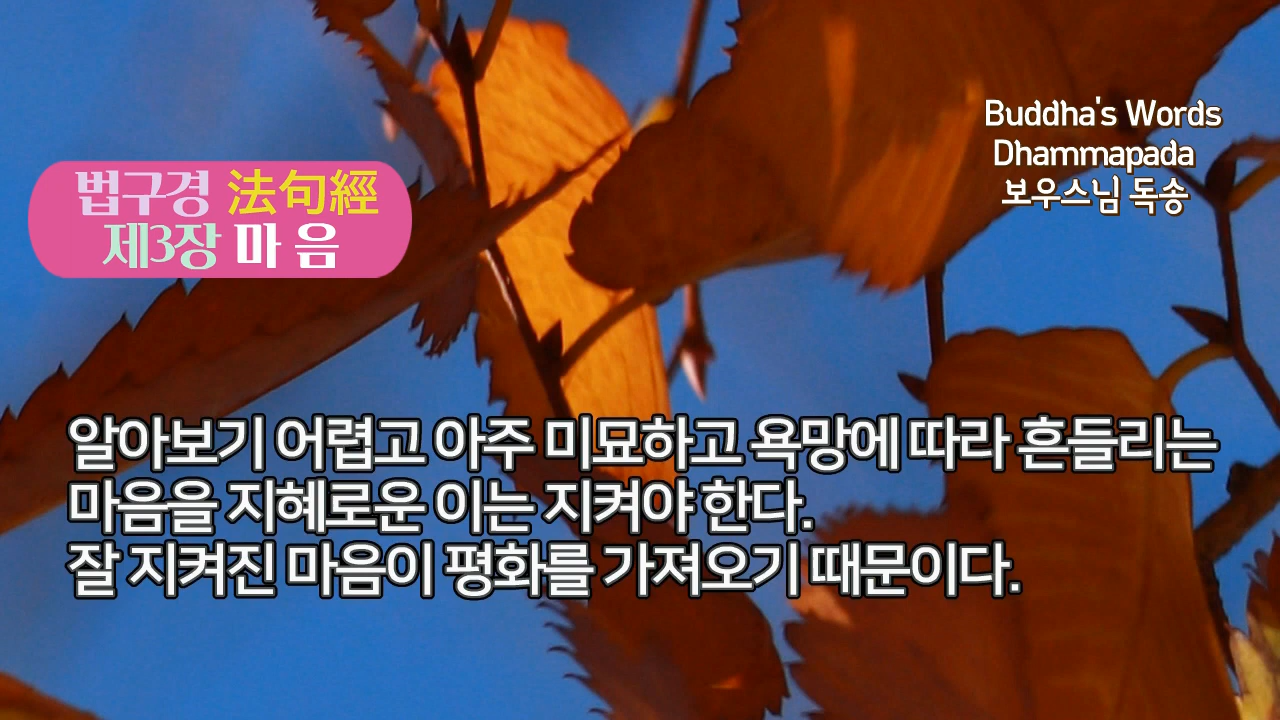 Buddha's Words
Dhammapada
보우스님 독송
법구경 法句經
제3장 마 음
알아보기 어렵고 아주 미묘하고 욕망에 따라 흔들리는
마음을 지혜로운 이는 지켜야 한다.
잘 지켜진 마음이 평화를 가져오기 때문이다.